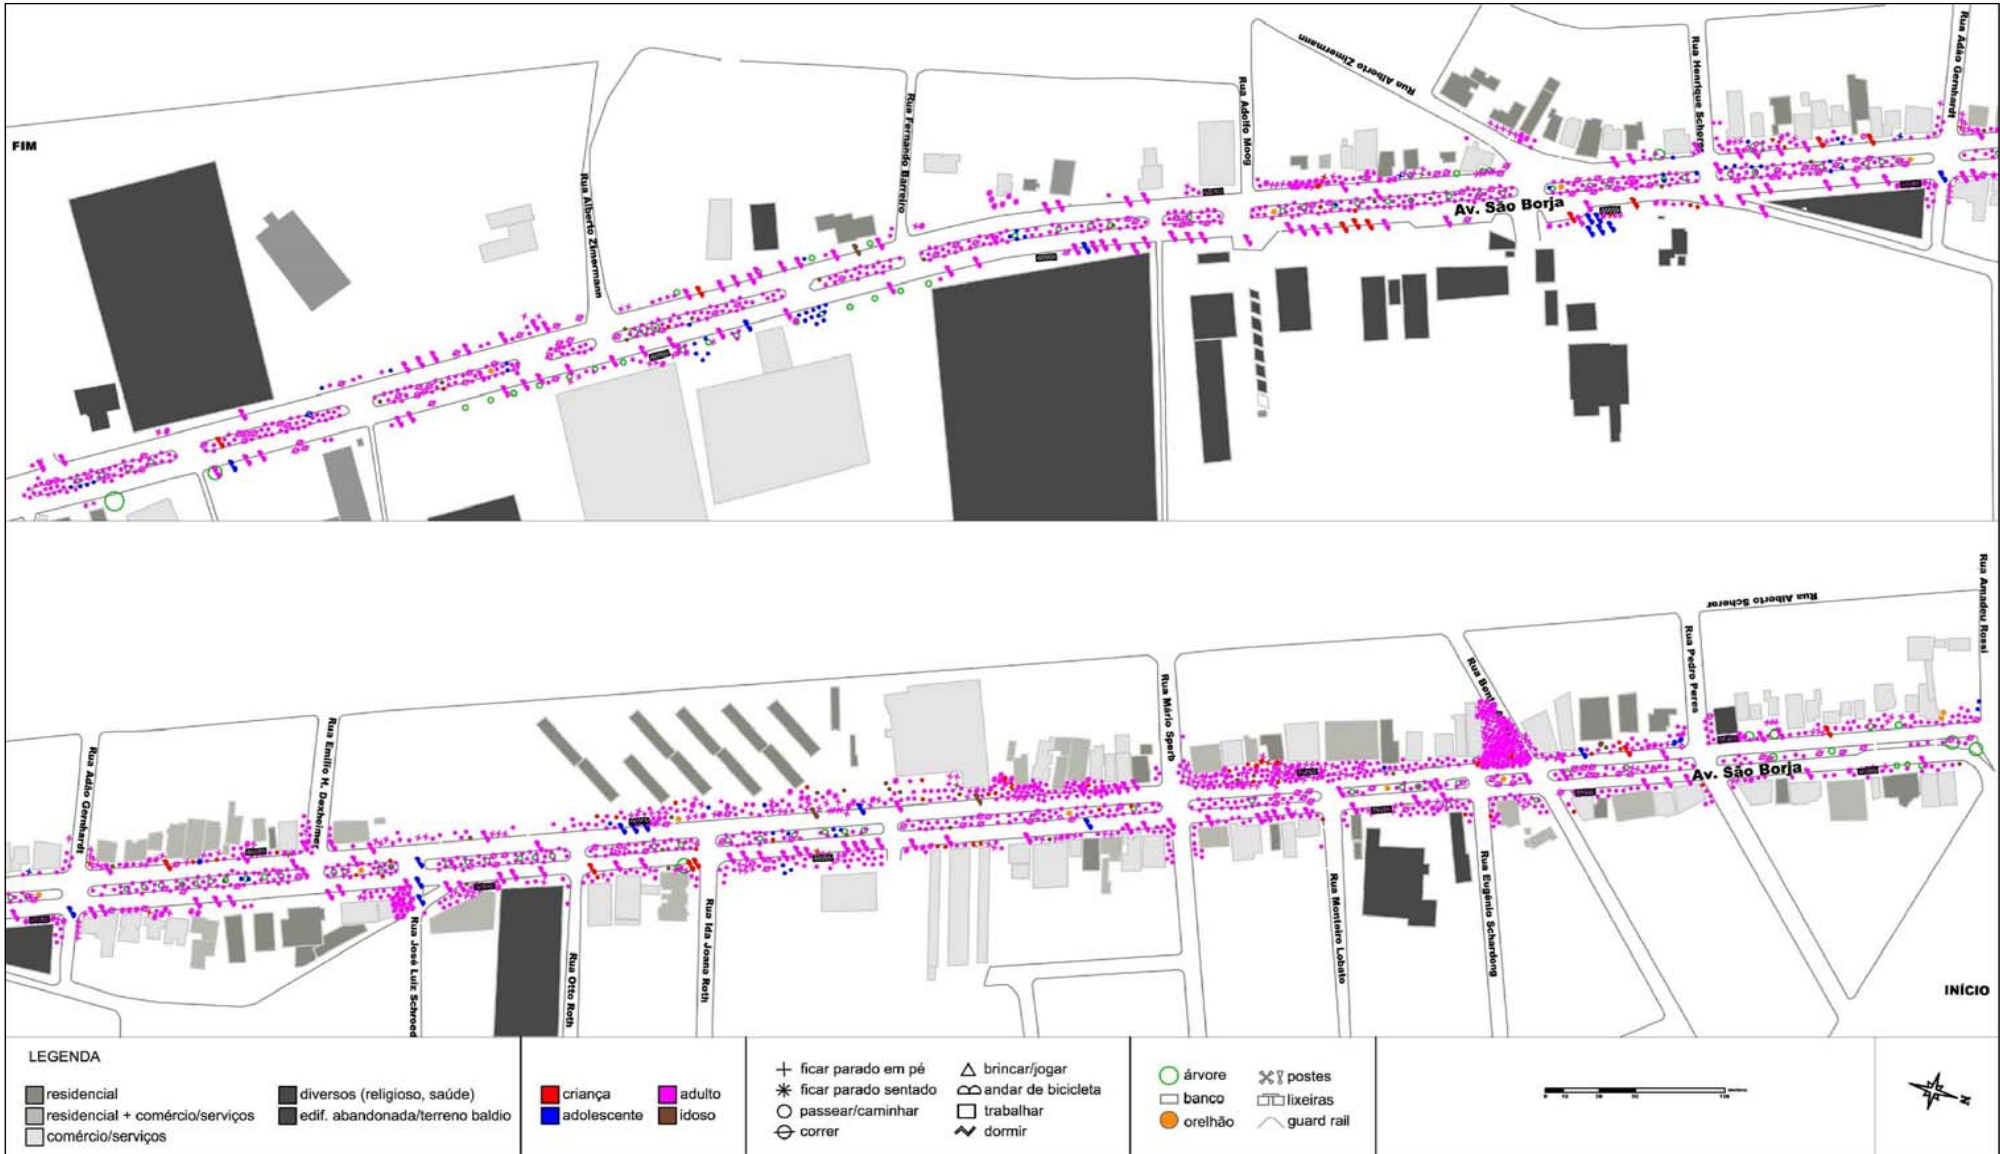 FIM
Rua Alberto Zimermann
Rua Fernando Barreiro
Rua Adolfo Moog
Rua Alberto Zimermann
Rua Henrique Scherer
Rua Adão Gernhardt
Av. São Borja
Rua Adão Gernhardt
Rua Emílio H. Dexheimer
Rua José Luiz Schroed
Rua Otto Roth
Rua Ida Joana Roth
Rua Mário Sperb
Rua Monteiro Lobato
Rua Eugênio Schardong
Rua Pedro Peres
Rua Alberto Scherer
Rua Amadeu Rossi
Av. São Borja
INÍCIO
LEGENDA
residencial
residencial + comércio/serviços
comércio/serviços
diversos (religioso, saúde)
edif. abandonada/terreno baldio
criança
adolescente
adulto
idoso
ficar parado em pé
ficar parado sentado
passear/caminhar
correr
brincar/jogar
andar de bicicleta
trabalhar
dormir
árvore
banco
orelhão
postes
lixeiras
guard rail
N